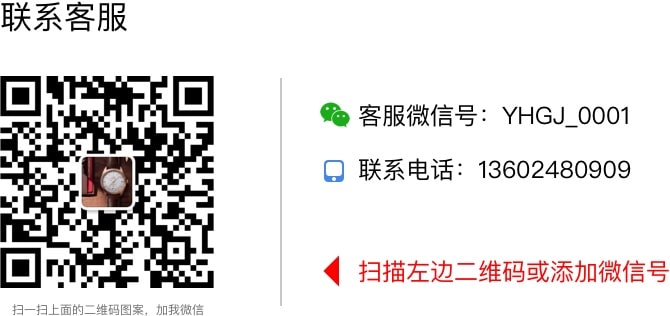 联系客服
客服微信号：YHGJ_0001
联系电话：13602480909
扫描左边二维码或添加微信号
扫一扫上面的二维码图案，加我微信